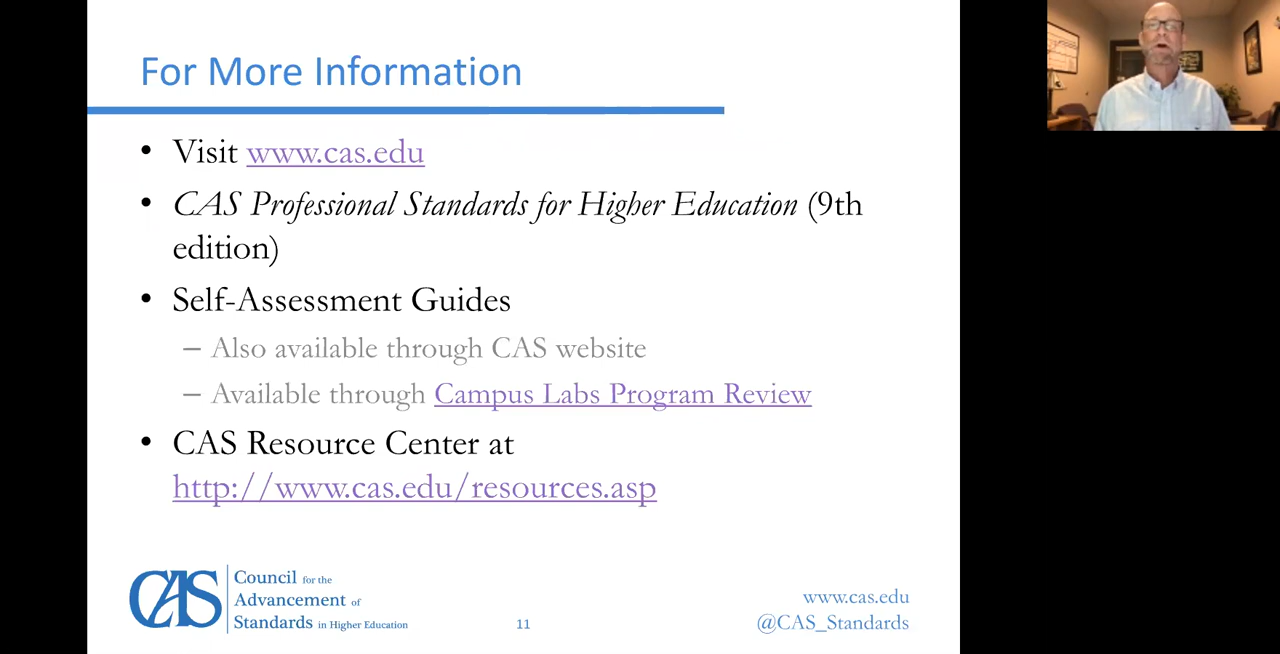 For More Information
• Visit www.cas.edu
• CAS Professional Standards for Higher Education (9th
edition)
• Self-Assessment Guides
– Also available through CAS website
– Available through Campus Labs Program Review
• CAS Resource Center at
http://www.cas.edu/resources.asp
CAS
Council for the
Advancement of
Standards in Higher Education
11
www.cas.edu
@CAS_Standards